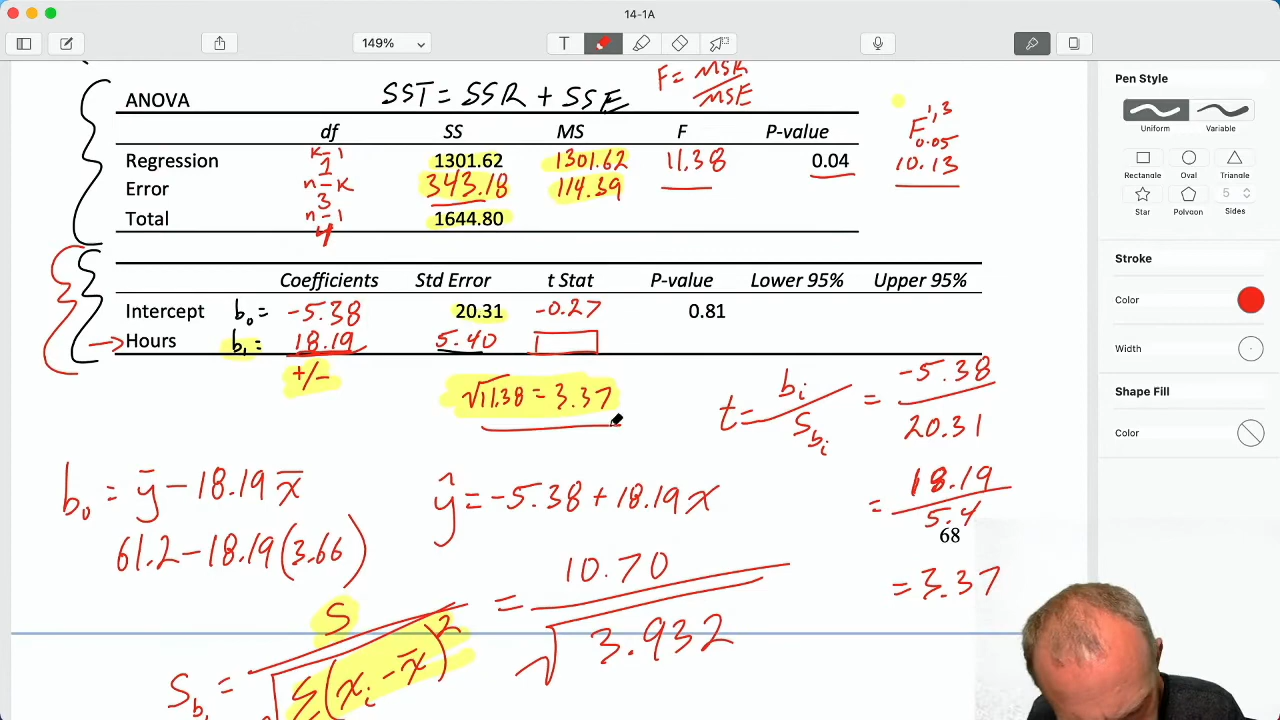 14-1A
149%
T
Pen Style
Uniform Variable
Rectangle Oval Triangle
Star Polygon 5 Sides
Stroke
Color
Width
Shape Fill
Color
SST = SSR + SSE
F = MSR / MSE
ANOVA
df SS MS F P-value
K-1
Regression 1 1301.62 1301.62 11.38 0.04
n-K
Error 3 343.18 114.39
n-1
Total 4 1644.80
F 1,3 0.05
10.13
Coefficients Std Error t Stat P-value Lower 95% Upper 95%
Intercept b₀ = -5.38 20.31 -0.27 0.81
Hours b₁ = 18.19 5.40
+/-
√11.38 = 3.37
t = bᵢ / S_bᵢ = -5.38 / 20.31
= 18.19 / 5.4
68
= 3.37
b₀ = ȳ - 18.19 x̄
61.2 - 18.19 (3.66)
ŷ = -5.38 + 18.19 x
S_b₁ = S / √Σ(xᵢ - x̄)² = 10.70 / √3.932